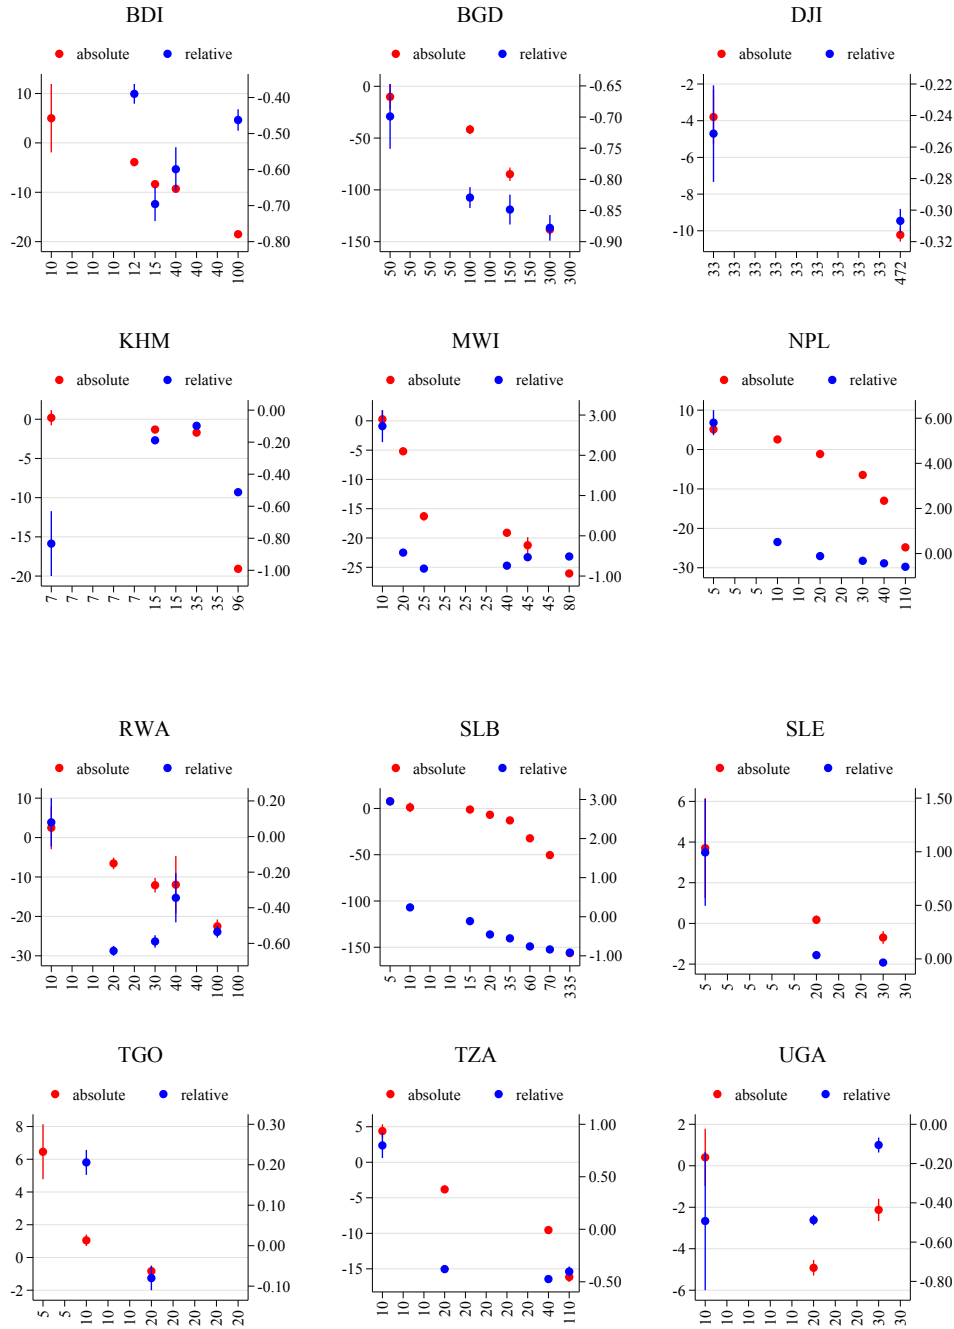 BDI BGD DJI
absolute relative absolute relative absolute relative
10 0 -10 -20
-0.40 -0.50 -0.60 -0.70 -0.80
10 10 10 10 12 15 40 40 40 100
0 -50 -100 -150
-0.65 -0.70 -0.75 -0.80 -0.85 -0.90
50 50 50 50 100 100 150 150 300 300
-2 -4 -6 -8 -10
-0.22 -0.24 -0.26 -0.28 -0.30 -0.32
33 33 33 33 33 33 33 33 33 472
KHM MWI NPL
absolute relative absolute relative absolute relative
0 -5 -10 -15 -20
0.00 -0.20 -0.40 -0.60 -0.80 -1.00
7 7 7 7 7 15 15 35 35 96
0 -5 -10 -15 -20 -25
3.00 2.00 1.00 0.00 -1.00
10 20 25 25 25 25 40 45 45 80
10 0 -10 -20 -30
6.00 4.00 2.00 0.00
5 5 5 10 10 20 20 30 40 110
RWA SLB SLE
absolute relative absolute relative absolute relative
10 0 -10 -20 -30
0.20 0.00 -0.20 -0.40 -0.60
10 10 10 20 20 30 40 40 100 100
0 -50 -100 -150
3.00 2.00 1.00 0.00 -1.00
5 10 10 10 15 20 35 60 70 335
6 4 2 0 -2
1.50 1.00 0.50 0.00
5 5 5 5 5 20 20 20 30 30
TGO TZA UGA
absolute relative absolute relative absolute relative
8 6 4 2 0 -2
0.30 0.20 0.10 0.00 -0.10
5 5 10 10 10 20 20 20 20 20
5 0 -5 -10 -15
1.00 0.50 0.00 -0.50
10 10 10 20 20 20 20 20 40 110
2 0 -2 -4 -6
0.00 -0.20 -0.40 -0.60 -0.80
10 10 10 10 10 20 20 20 30 30